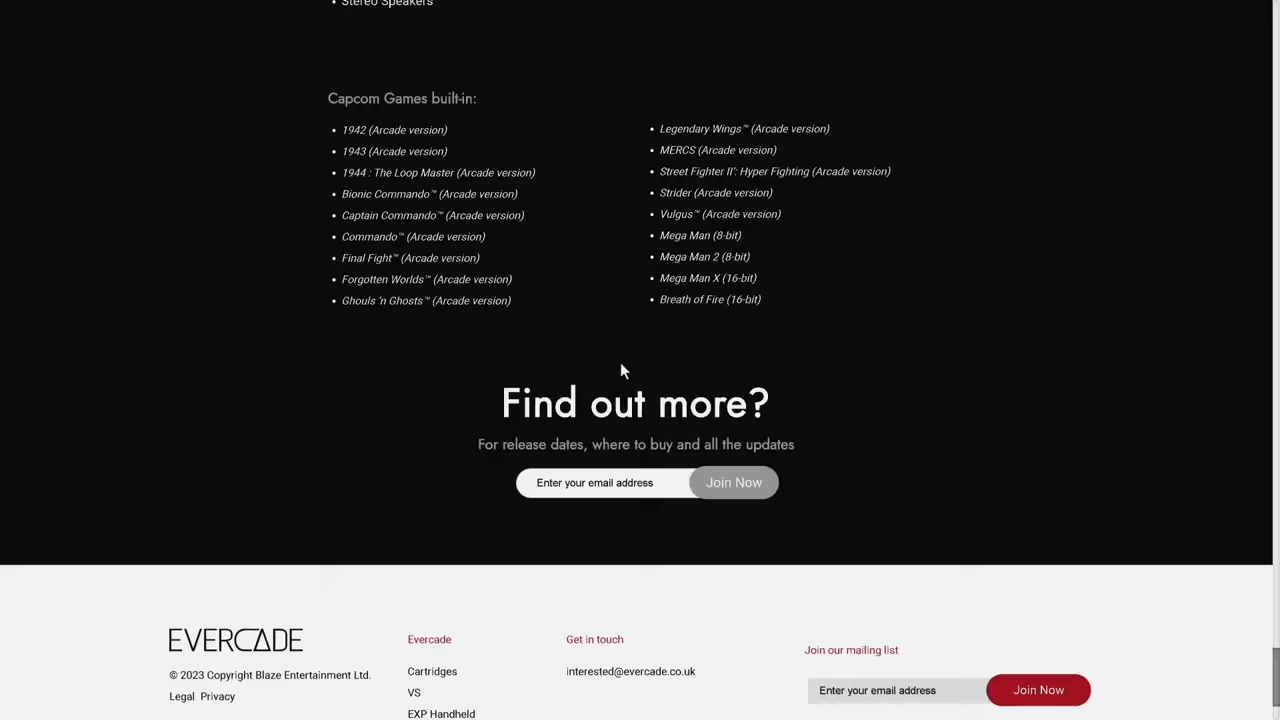 • Stereo Speakers
Capcom Games built-in:
• 1942 (Arcade version)
• 1943 (Arcade version)
• 1944 : The Loop Master (Arcade version)
• Bionic Commando™ (Arcade version)
• Captain Commando™ (Arcade version)
• Commando™ (Arcade version)
• Final Fight™ (Arcade version)
• Forgotten Worlds™ (Arcade version)
• Ghouls 'n Ghosts™ (Arcade version)
• Legendary Wings™ (Arcade version)
• MERCS (Arcade version)
• Street Fighter II': Hyper Fighting (Arcade version)
• Strider (Arcade version)
• Vulgus™ (Arcade version)
• Mega Man (8-bit)
• Mega Man 2 (8-bit)
• Mega Man X (16-bit)
• Breath of Fire (16-bit)
Find out more?
For release dates, where to buy and all the updates
Enter your email address
Join Now
EVERCADE
© 2023 Copyright Blaze Entertainment Ltd.
Legal Privacy
Evercade
Cartridges
VS
EXP Handheld
Get in touch
interested@evercade.co.uk
Join our mailing list
Enter your email address
Join Now